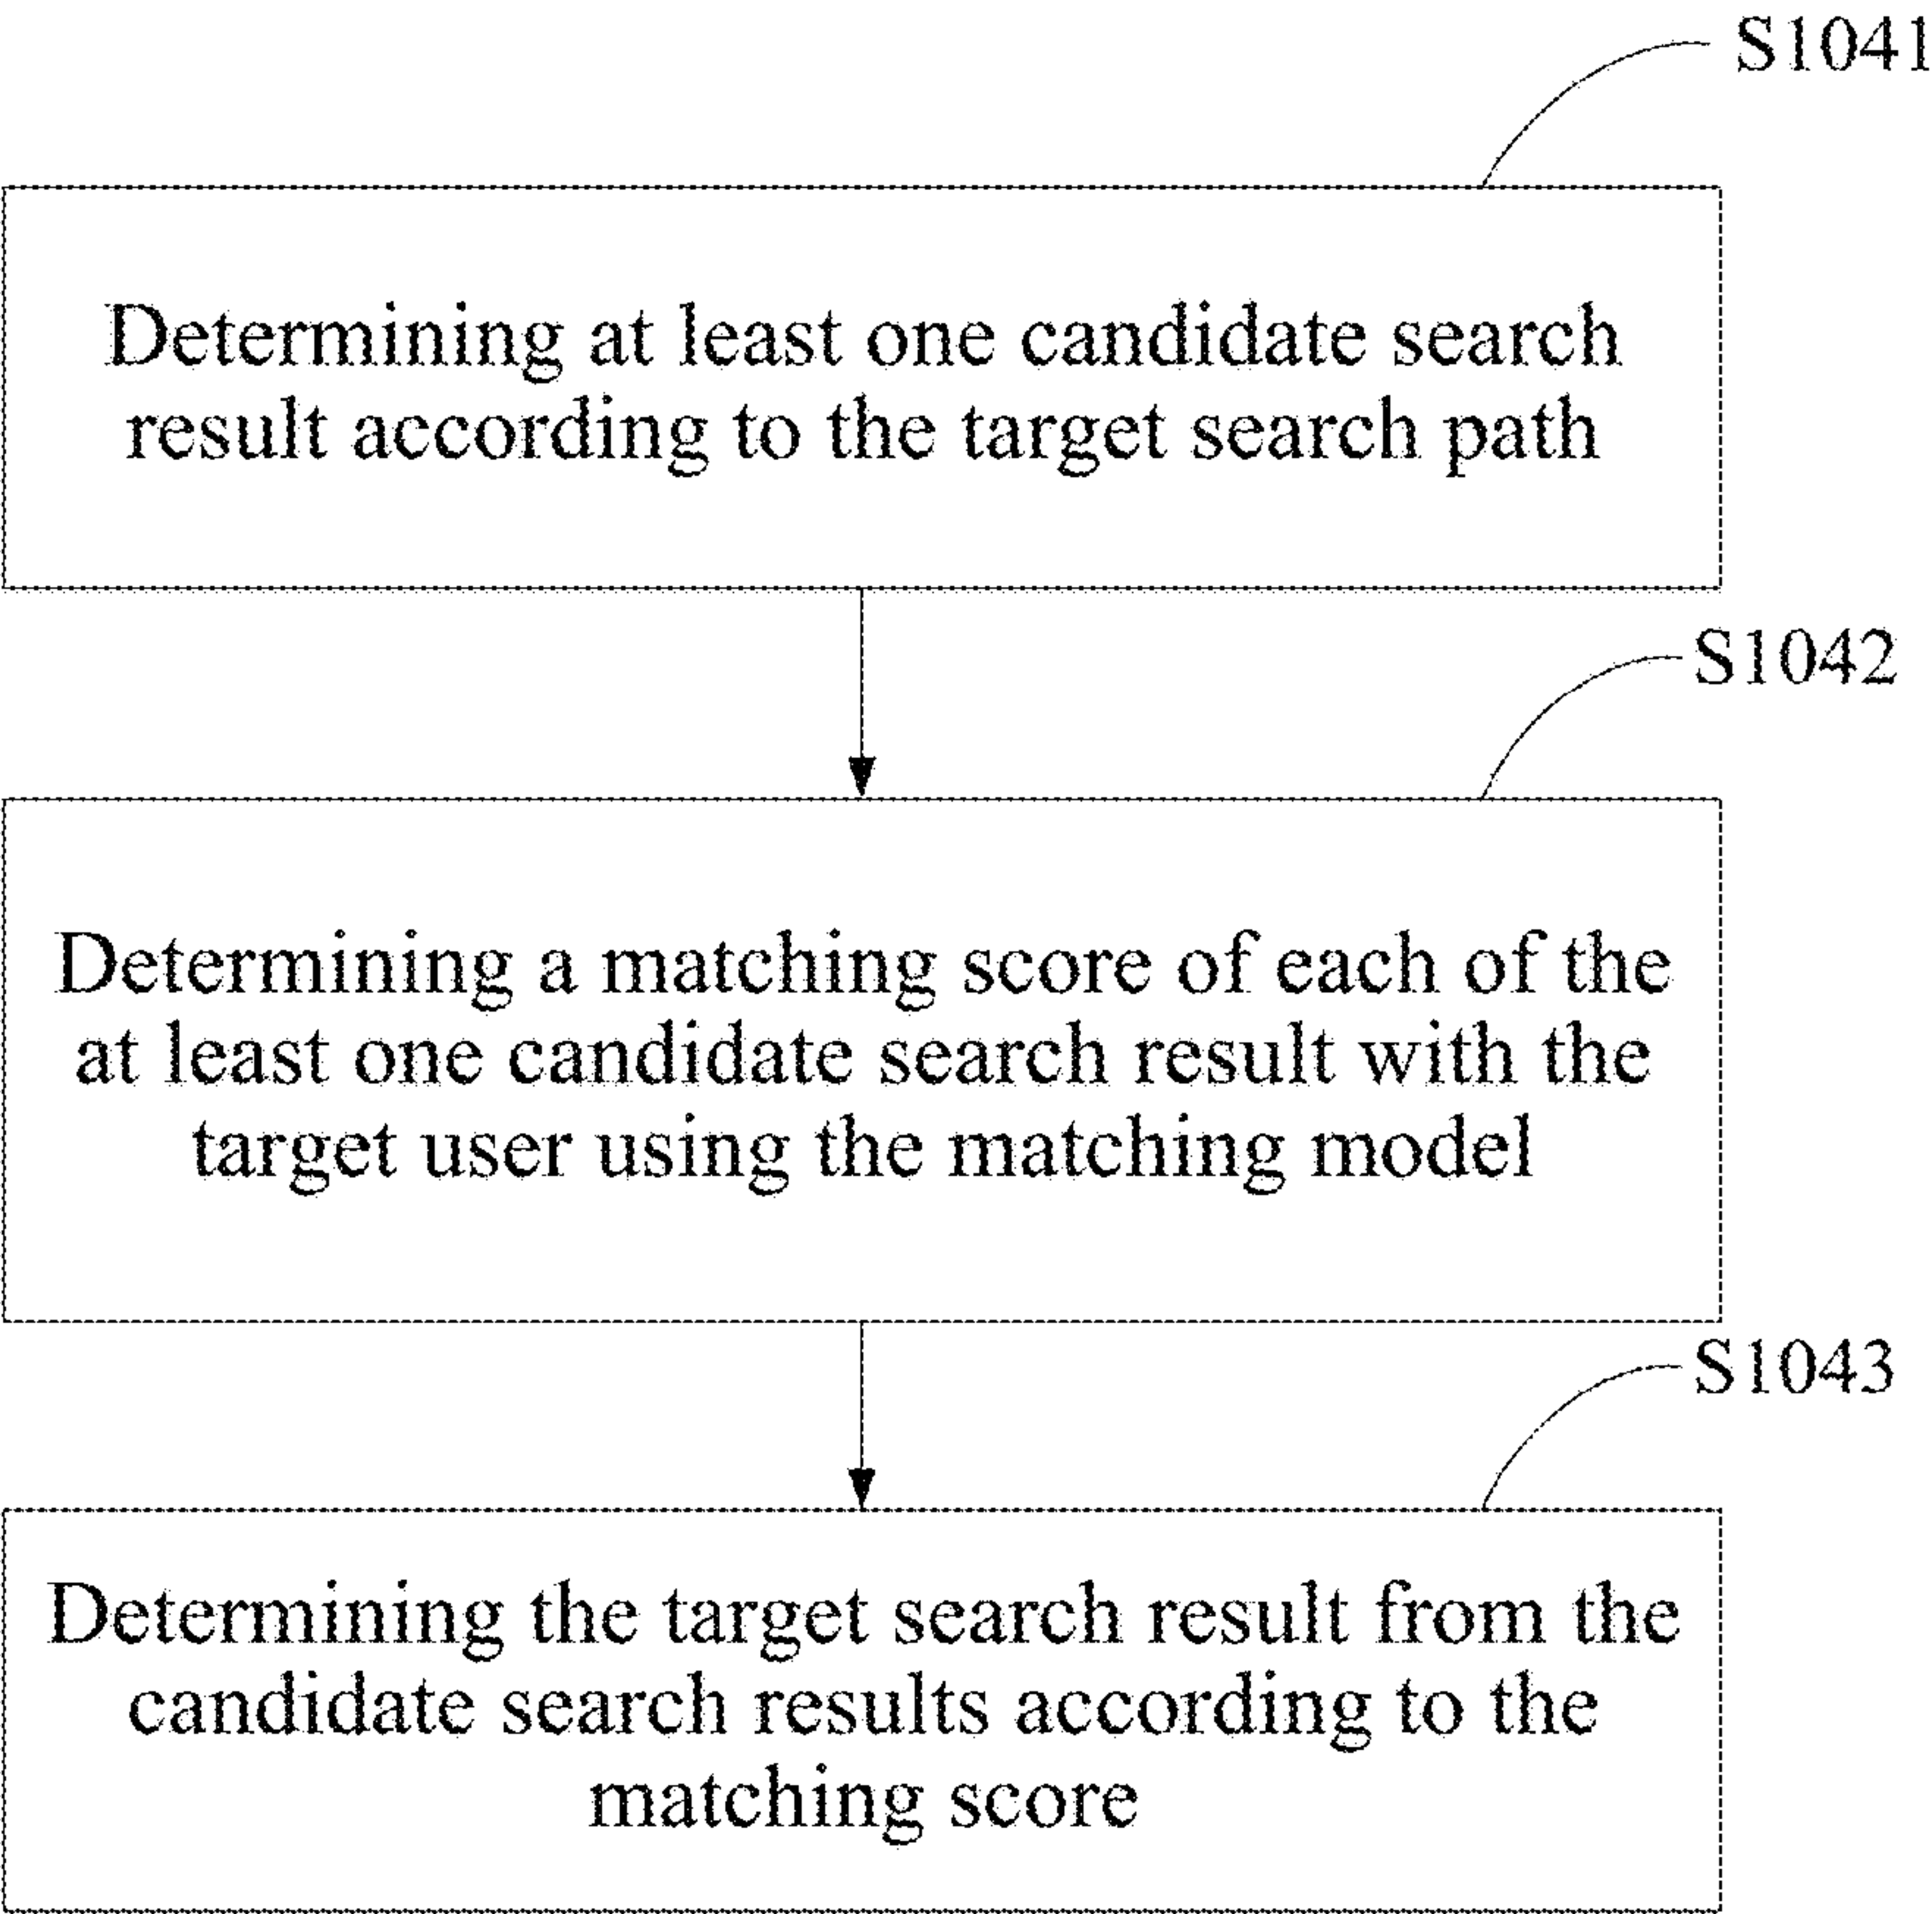 S1041
Determining at least one candidate search
result according to the target search path
S1042
Determining a matching score of each of the
at least one candidate search result with the
target user using the matching model
S1043
Determining the target search result from the
candidate search results according to the
matching score